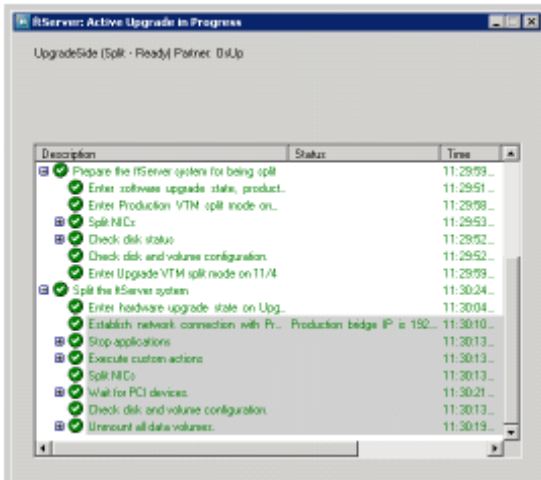 ftServer: Active Upgrade in Progress
UpgradeSide (Split - Ready) Partner: OsUp
Description Status Time
Prepare the ftServer system for being split 11:29:59...
Enter software upgrade state, product... 11:29:51...
Enter Production VTM split mode on... 11:29:58...
Split NICs 11:29:53...
Check disk status 11:29:52...
Check disk and volume configuration. 11:29:52...
Enter Upgrade VTM split mode on 11/4 11:29:59...
Split the ftServer system 11:30:24...
Enter hardware upgrade state on Upg... 11:30:04...
Establish network connection with Pr... Production bridge IP is 192... 11:30:10...
Stop applications 11:30:13...
Execute custom actions 11:30:13...
Split NICs 11:30:13...
Wait for PCI devices. 11:30:21...
Check disk and volume configuration. 11:30:13...
Unmount all data volumes. 11:30:19...